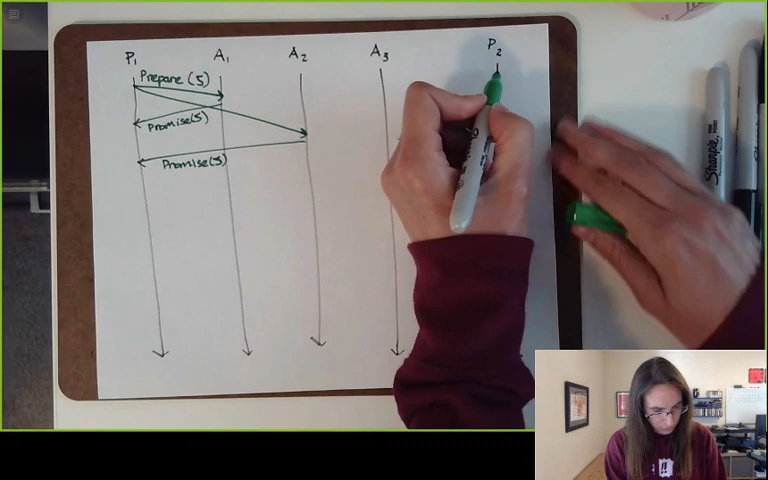 P₁ A₁ A₂ A₃ P₂
Prepare (5)
Promise(5)
Promise(5)
Sharpie